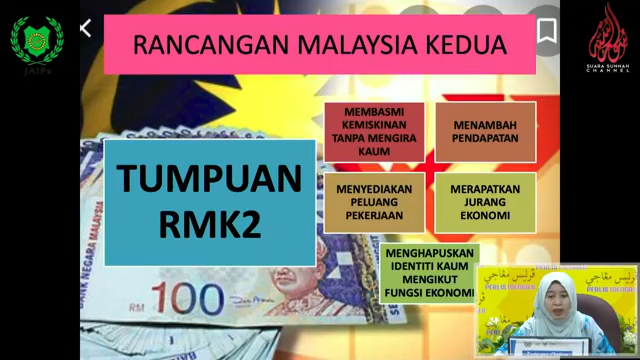 JAIPs
RANCANGAN MALAYSIA KEDUA
SUARA SUNNAH
CHANNEL
TUMPUAN
RMK2
MEMBASMI
KEMISKINAN
TANPA MENGIRA
KAUM
MENAMBAH
PENDAPATAN
MENYEDIAKAN
PELUANG
PEKERJAAN
MERAPATKAN
JURANG
EKONOMI
MENGHAPUSKAN
IDENTITI KAUM
MENGIKUT
FUNGSI EKONOMI
BANK NEGARA MALAYSIA
RM 100